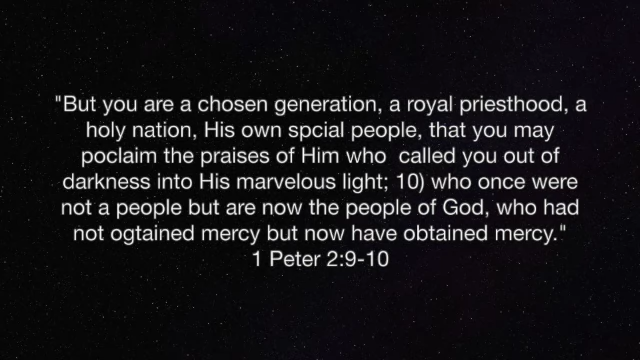 "But you are a chosen generation, a royal priesthood, a
holy nation, His own spcial people, that you may
poclaim the praises of Him who  called you out of
darkness into His marvelous light; 10) who once were
not a people but are now the people of God, who had
not ogtained mercy but now have obtained mercy."
1 Peter 2:9-10